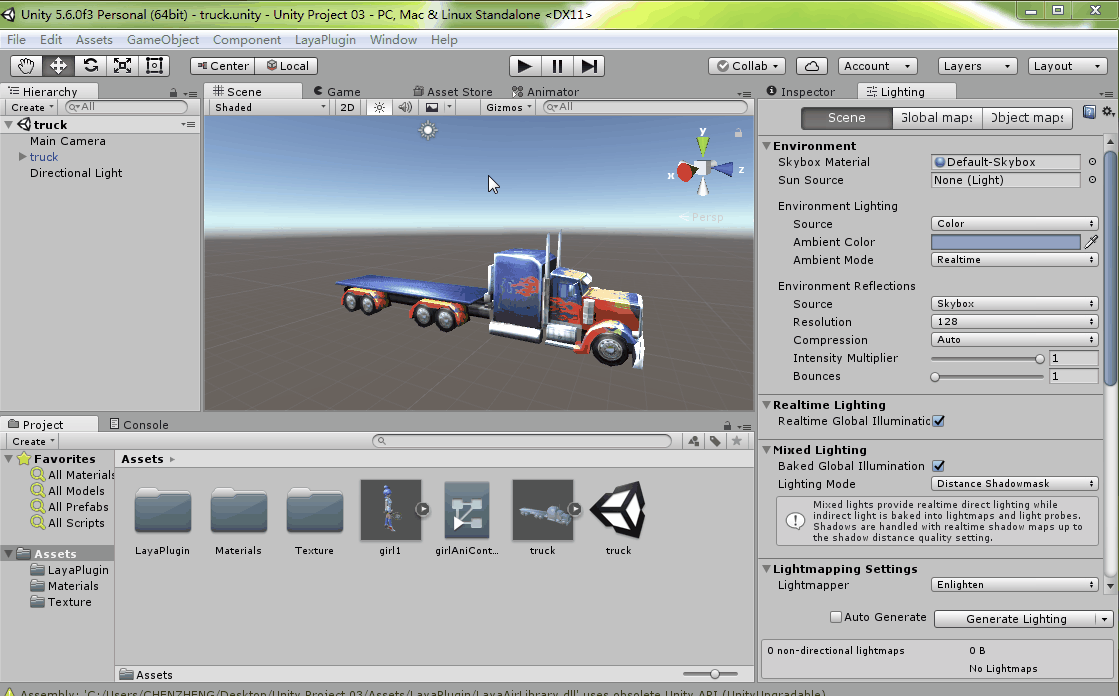 Unity 5.6.0f3 Personal (64bit) - truck.unity - Unity Project 03 - PC, Mac & Linux Standalone <DX11>
File Edit Assets GameObject Component LayaPlugin Window Help
Center Local Collab Account Layers Layout
Hierarchy
Create All
truck
Main Camera
truck
Directional Light
Scene Game Asset Store Animator
Shaded 2D Gizmos All
y
x z
Persp
Inspector Lighting
Scene Global maps Object maps
Environment
Skybox Material Default-Skybox
Sun Source None (Light)
Environment Lighting
Source Color
Ambient Color
Ambient Mode Realtime
Environment Reflections
Source Skybox
Resolution 128
Compression Auto
Intensity Multiplier 1
Bounces 1
Realtime Lighting
Realtime Global Illuminatic
Mixed Lighting
Baked Global Illumination
Lighting Mode Distance Shadowmask
Mixed lights provide realtime direct lighting while
indirect light is baked into lightmaps and light probes.
Shadows are handled with realtime shadow maps up to
the shadow distance quality setting.
Lightmapping Settings
Lightmapper Enlighten
Auto Generate Generate Lighting
0 non-directional lightmaps 0 B
No Lightmaps
Project Console
Create
Favorites
All Materials
All Models
All Prefabs
All Scripts
Assets
LayaPlugin
Materials
Texture
Assets
LayaPlugin Materials Texture girl1 girlAniCont... truck truck
Assets
Assembly: 'C:/Users/CHENZHENG/Desktop/Unity Project 03/Assets/LayaPlugin/LayaAirLibrary.dll' uses obsolete Unity API (UnityUpgradable)